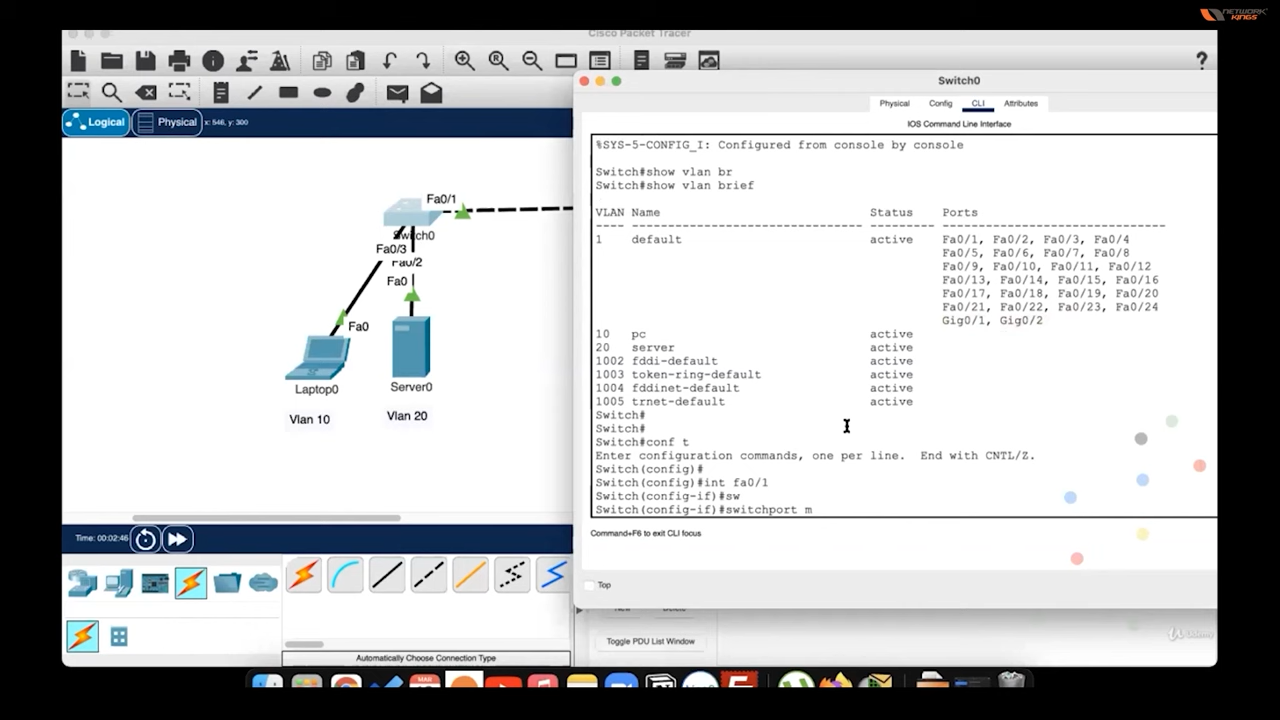 NETWORK
KINGS
Cisco Packet Tracer
Switch0
Physical Config CLI Attributes
IOS Command Line Interface
Logical Physical x: 546, y: 300
%SYS-5-CONFIG_I: Configured from console by console
Switch#show vlan br
Switch#show vlan brief
VLAN Name Status Ports
---- -------------------------------- --------- -------------------------------
1 default active Fa0/1, Fa0/2, Fa0/3, Fa0/4
Fa0/5, Fa0/6, Fa0/7, Fa0/8
Fa0/9, Fa0/10, Fa0/11, Fa0/12
Fa0/13, Fa0/14, Fa0/15, Fa0/16
Fa0/17, Fa0/18, Fa0/19, Fa0/20
Fa0/21, Fa0/22, Fa0/23, Fa0/24
Gig0/1, Gig0/2
10 pc active
20 server active
1002 fddi-default active
1003 token-ring-default active
1004 fddinet-default active
1005 trnet-default active
Switch#
Switch#
Switch#conf t
Enter configuration commands, one per line. End with CNTL/Z.
Switch(config)#
Switch(config)#int fa0/1
Switch(config-if)#sw
Switch(config-if)#switchport m
Command+F6 to exit CLI focus
Top
Fa0/1
Switch0
Fa0/3
Fa0/2
Fa0
Fa0
Laptop0
Server0
Vlan 10
Vlan 20
Time: 00:02:46
New Delete
Toggle PDU List Window
Automatically Choose Connection Type
Udemy
MAR